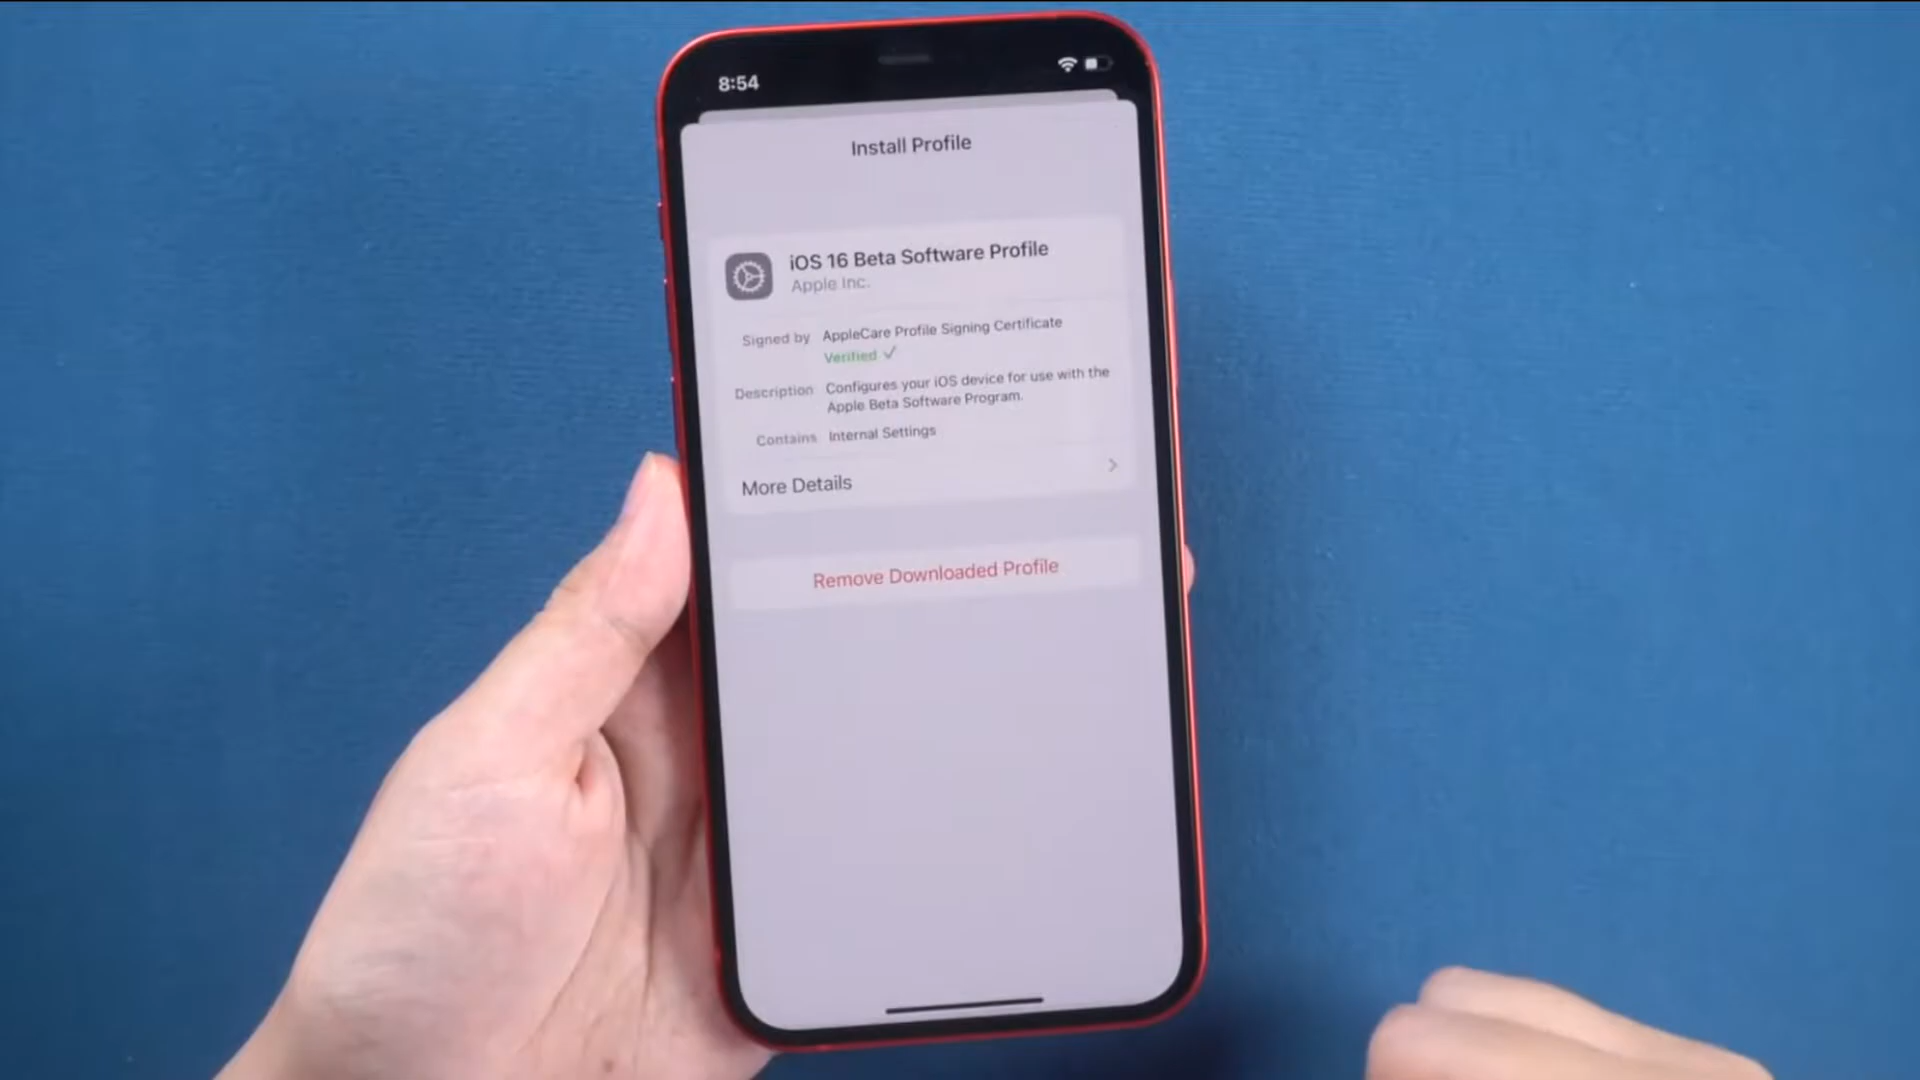 8:54
Install Profile
iOS 16 Beta Software Profile
Apple Inc.
Signed by AppleCare Profile Signing Certificate
Verified ✓
Description Configures your iOS device for use with the
Apple Beta Software Program.
Contains Internal Settings
More Details
Remove Downloaded Profile